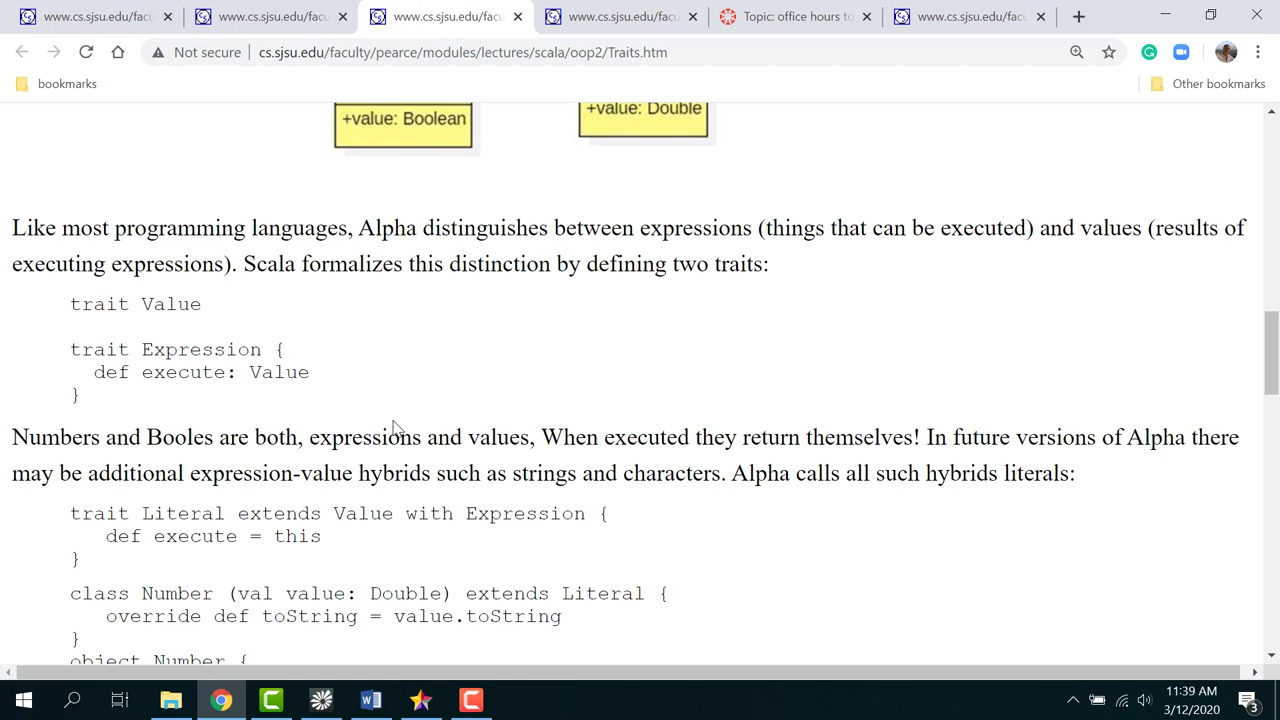 www.cs.sjsu.edu/facu
www.cs.sjsu.edu/facu
www.cs.sjsu.edu/facu
www.cs.sjsu.edu/facu
Topic: office hours to
www.cs.sjsu.edu/facu
Not secure
cs.sjsu.edu/faculty/pearce/modules/lectures/scala/oop2/Traits.htm
bookmarks
Other bookmarks
+value: Boolean
+value: Double
Like most programming languages, Alpha distinguishes between expressions (things that can be executed) and values (results of
executing expressions). Scala formalizes this distinction by defining two traits:
trait Value
trait Expression {
def execute: Value
}
Numbers and Booles are both, expressions and values, When executed they return themselves! In future versions of Alpha there
may be additional expression-value hybrids such as strings and characters. Alpha calls all such hybrids literals:
trait Literal extends Value with Expression {
def execute = this
}
class Number (val value: Double) extends Literal {
override def toString = value.toString
}
object Number {
11:39 AM
3/12/2020
3